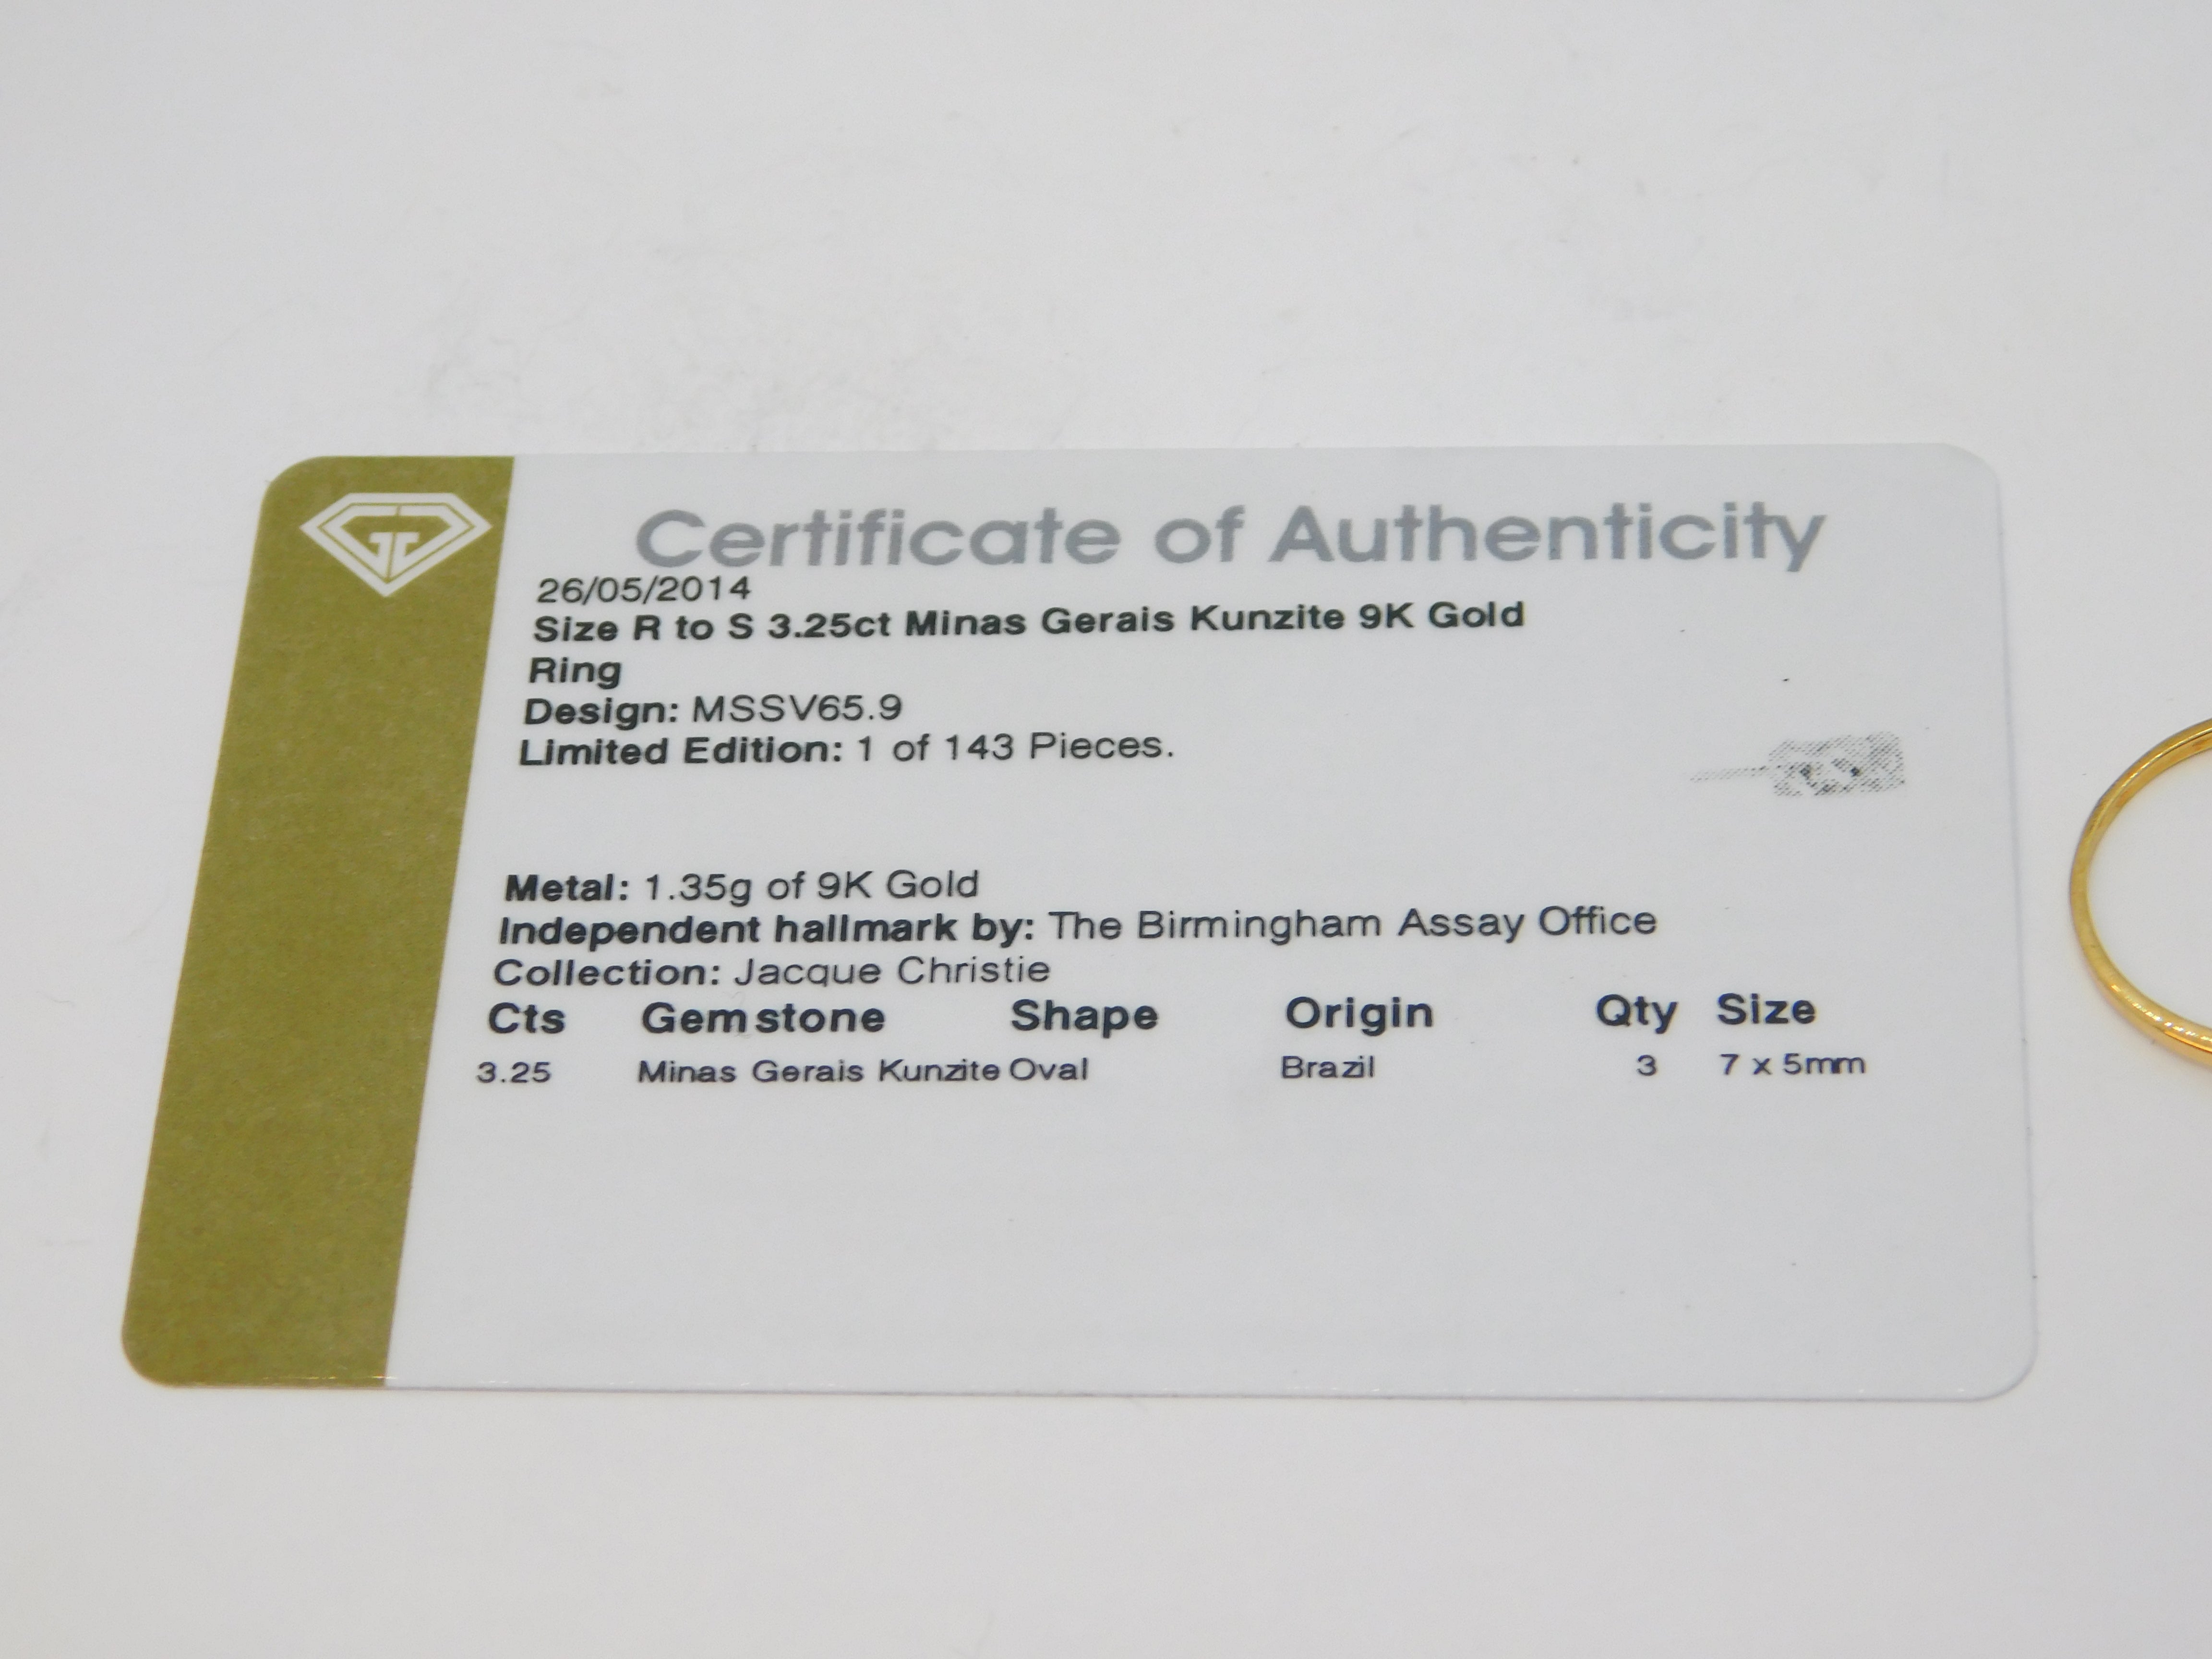 Certificate of Authenticity
26/05/2014
Size R to S 3.25ct Minas Gerais Kunzite 9K Gold
Ring
Design: MSSV65.9
Limited Edition: 1 of 143 Pieces.
Metal: 1.35g of 9K Gold
Independent hallmark by: The Birmingham Assay Office
Collection: Jacque Christie
Cts Gemstone Shape Origin Qty Size
3.25 Minas Gerais Kunzite Oval Brazil 3 7 x 5mm